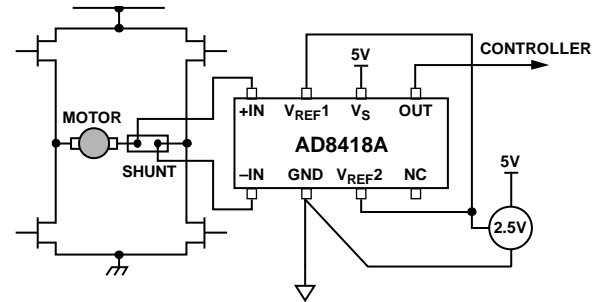 5V
CONTROLLER
+IN
VREF1
VS
OUT
MOTOR
AD8418A
SHUNT
–IN
GND
VREF2
NC
5V
2.5V